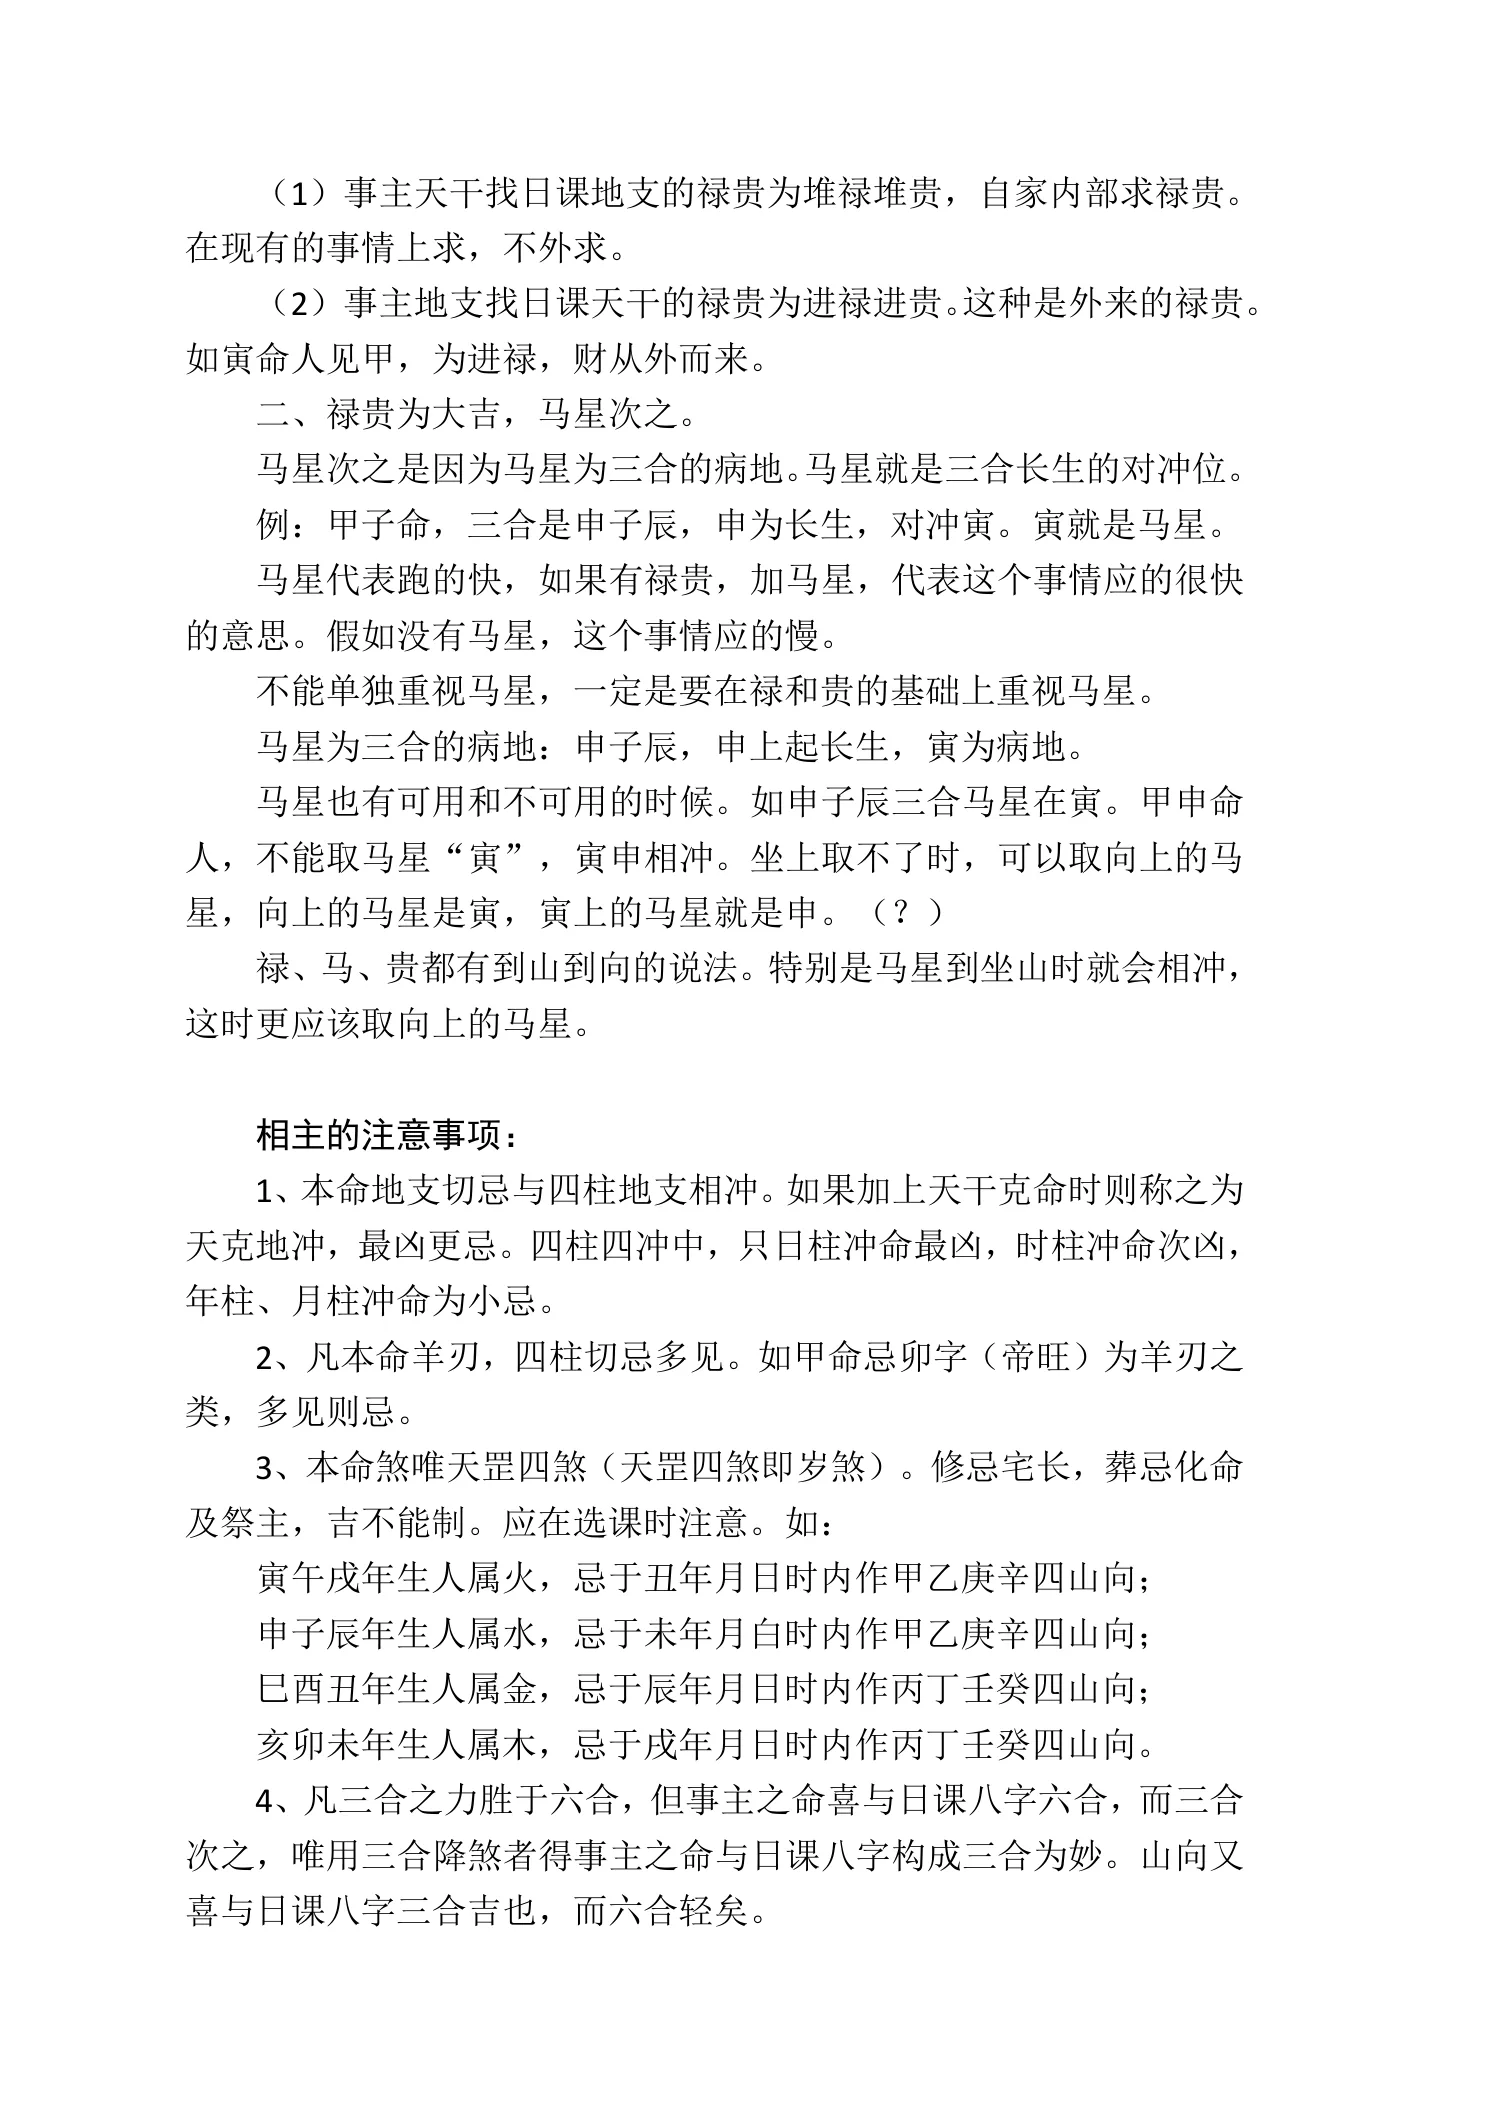 （1）事主天干找日课地支的禄贵为堆禄堆贵，自家内部求禄贵。
在现有的事情上求，不外求。
（2）事主地支找日课天干的禄贵为进禄进贵。这种是外来的禄贵。
如寅命人见甲，为进禄，财从外而来。
二、禄贵为大吉，马星次之。
马星次之是因为马星为三合的病地。马星就是三合长生的对冲位。
例：甲子命，三合是申子辰，申为长生，对冲寅。寅就是马星。
马星代表跑的快，如果有禄贵，加马星，代表这个事情应的很快
的意思。假如没有马星，这个事情应的慢。
不能单独重视马星，一定是要在禄和贵的基础上重视马星。
马星为三合的病地：申子辰，申上起长生，寅为病地。
马星也有可用和不可用的时候。如申子辰三合马星在寅。甲申命
人，不能取马星“寅”，寅申相冲。坐上取不了时，可以取向上的马
星，向上的马星是寅，寅上的马星就是申。（？）
禄、马、贵都有到山到向的说法。特别是马星到坐山时就会相冲，
这时更应该取向上的马星。
相主的注意事项：
1、本命地支切忌与四柱地支相冲。如果加上天干克命时则称之为
天克地冲，最凶更忌。四柱四冲中，只日柱冲命最凶，时柱冲命次凶，
年柱、月柱冲命为小忌。
2、凡本命羊刃，四柱切忌多见。如甲命忌卯字（帝旺）为羊刃之
类，多见则忌。
3、本命煞唯天罡四煞（天罡四煞即岁煞）。修忌宅长，葬忌化命
及祭主，吉不能制。应在选课时注意。如：
寅午戌年生人属火，忌于丑年月日时内作甲乙庚辛四山向；
申子辰年生人属水，忌于未年月白时内作甲乙庚辛四山向；
巳酉丑年生人属金，忌于辰年月日时内作丙丁壬癸四山向；
亥卯未年生人属木，忌于戌年月日时内作丙丁壬癸四山向。
4、凡三合之力胜于六合，但事主之命喜与日课八字六合，而三合
次之，唯用三合降煞者得事主之命与日课八字构成三合为妙。山向又
喜与日课八字三合吉也，而六合轻矣。